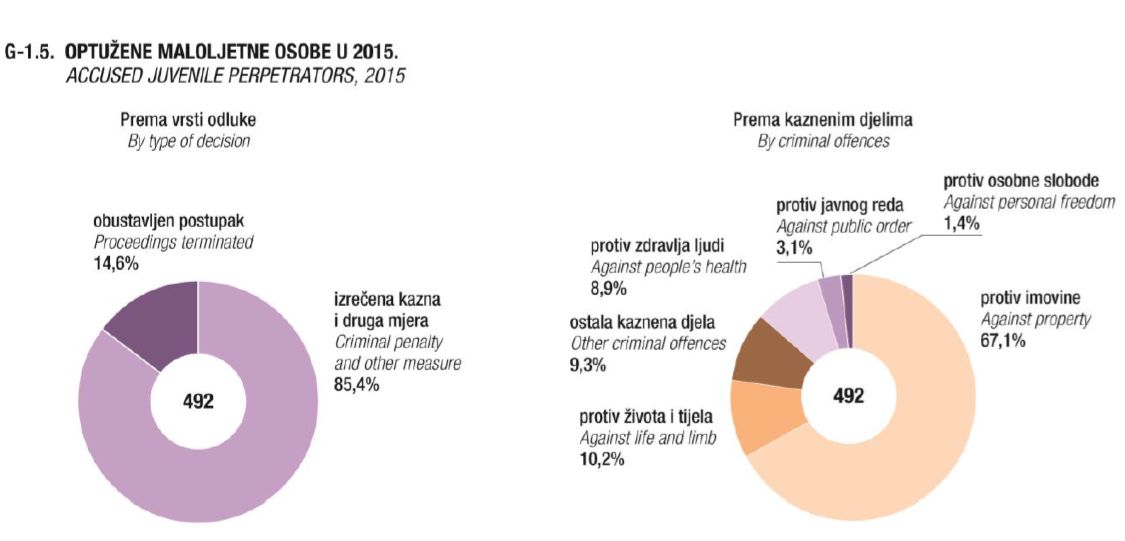 G-1.5. OPTUŽENE MALOLJETNE OSOBE U 2015.
ACCUSED JUVENILE PERPETRATORS, 2015
Prema vrsti odluke
By type of decision
obustavljen postupak
Proceedings terminated
14,6%
izrečena kazna
i druga mjera
Criminal penalty
and other measure
85,4%
492
Prema kaznenim djelima
By criminal offences
protiv osobne slobode
Against personal freedom
1,4%
protiv javnog reda
Against public order
3,1%
protiv zdravlja ljudi
Against people's health
8,9%
ostala kaznena djela
Other criminal offences
9,3%
protiv života i tijela
Against life and limb
10,2%
protiv imovine
Against property
67,1%
492